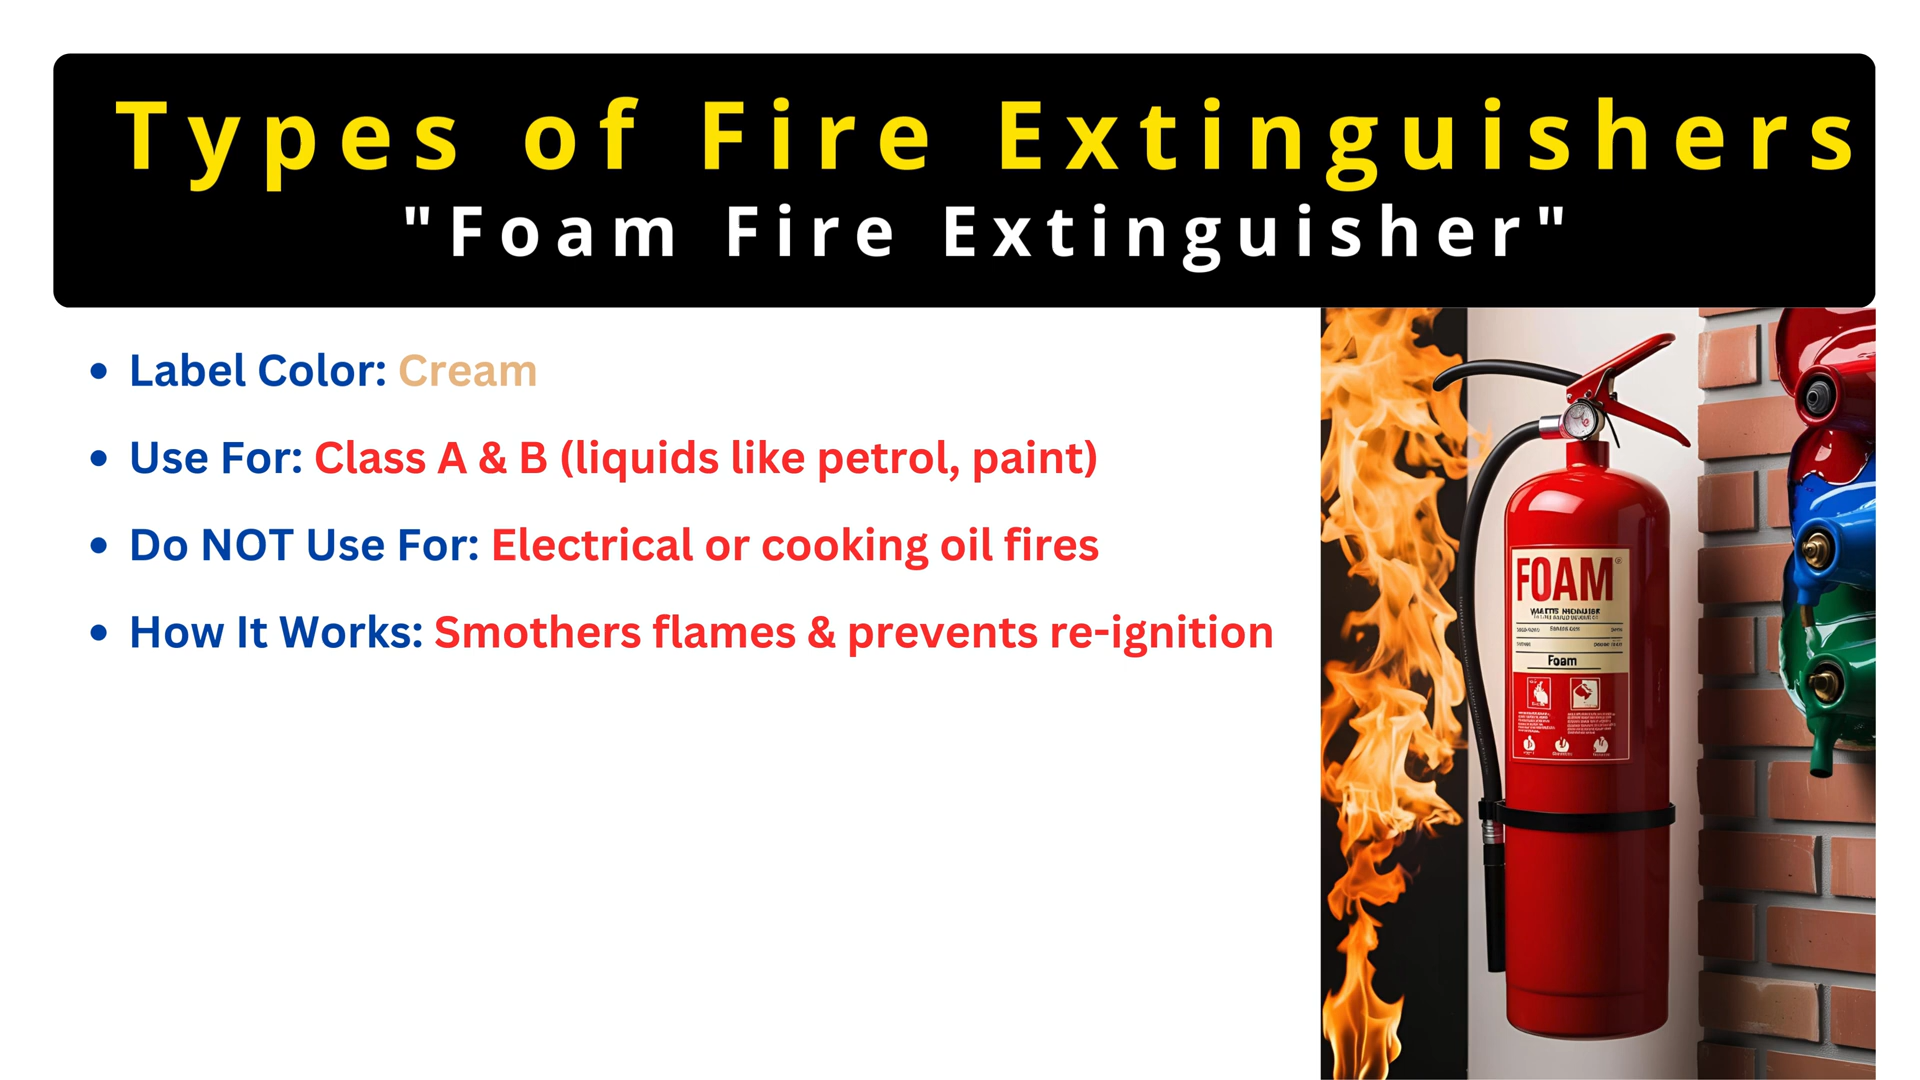 Types of Fire Extinguishers
"Foam Fire Extinguisher"
Label Color: Cream
Use For: Class A & B (liquids like petrol, paint)
Do NOT Use For: Electrical or cooking oil fires
How It Works: Smothers flames & prevents re-ignition
FOAM
Foam